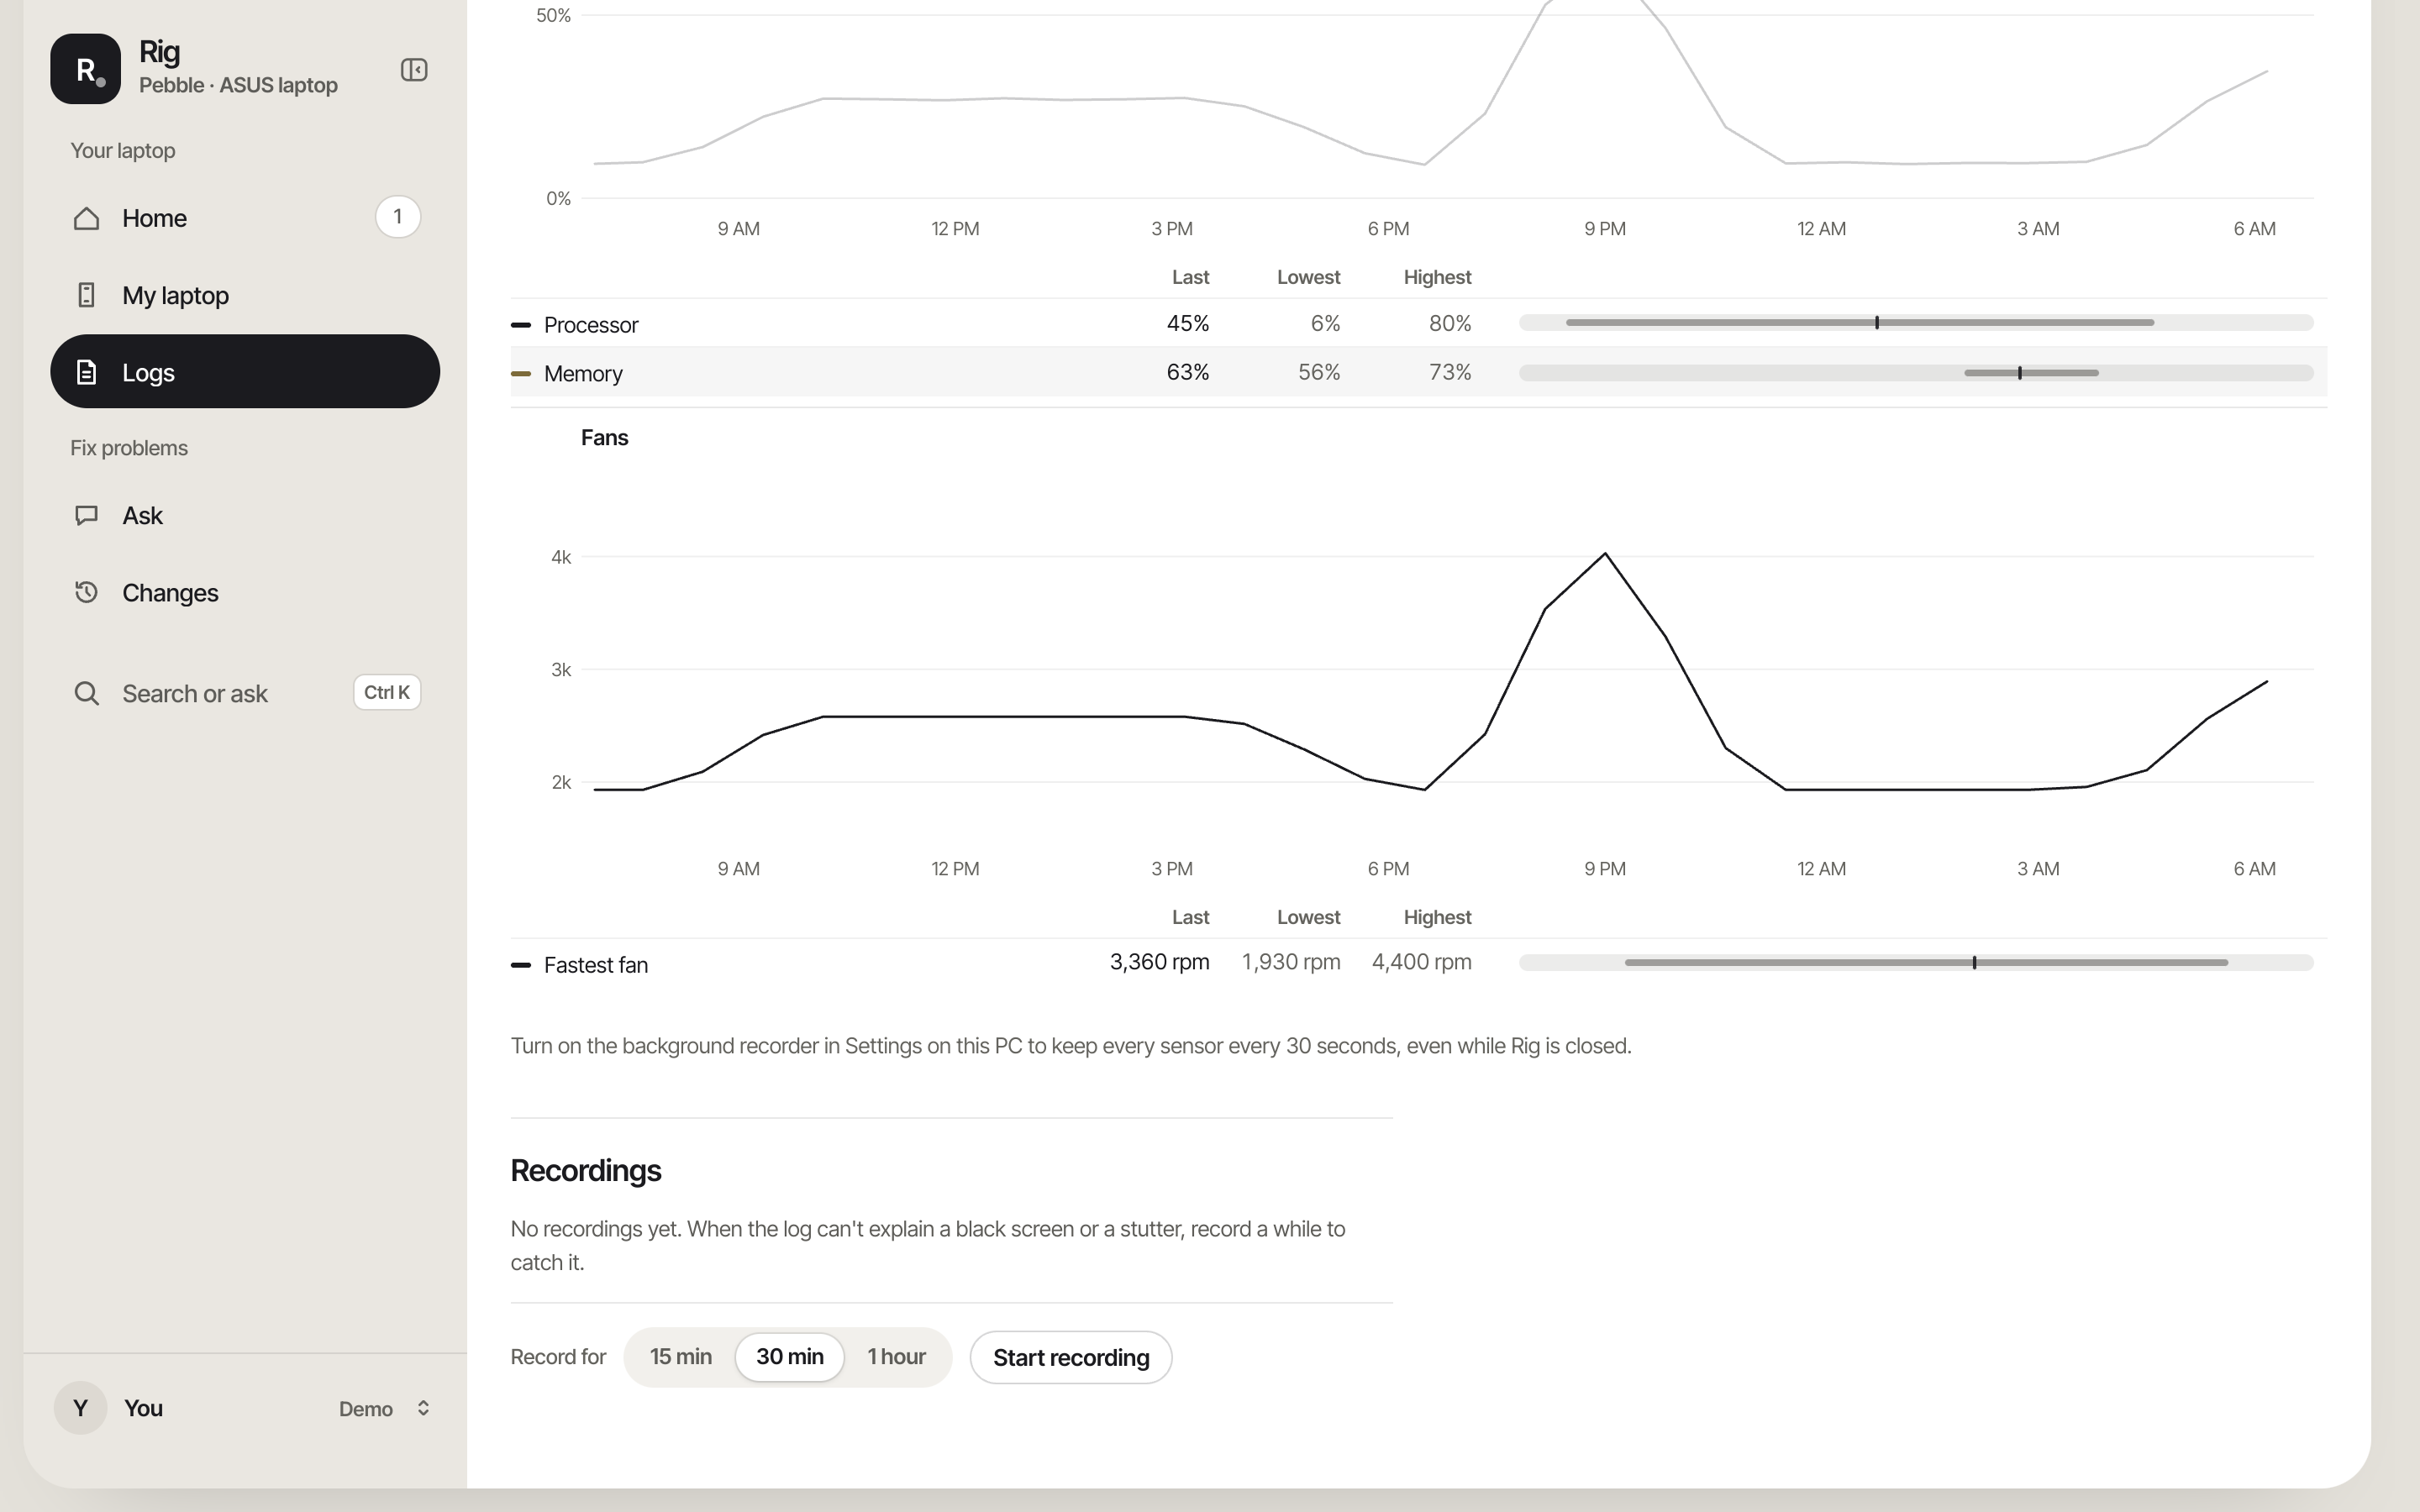 R.
Rig
Pebble · ASUS laptop
Your laptop
Home
1
My laptop
Logs
Fix problems
Ask
Changes
Search or ask
Ctrl K
Y
You
Demo
50%
0%
9 AM 12 PM 3 PM 6 PM 9 PM 12 AM 3 AM 6 AM
Last Lowest Highest
Processor 45% 6% 80%
Memory 63% 56% 73%
Fans
4k
3k
2k
9 AM 12 PM 3 PM 6 PM 9 PM 12 AM 3 AM 6 AM
Last Lowest Highest
Fastest fan 3,360 rpm 1,930 rpm 4,400 rpm
Turn on the background recorder in Settings on this PC to keep every sensor every 30 seconds, even while Rig is closed.
Recordings
No recordings yet. When the log can't explain a black screen or a stutter, record a while to
catch it.
Record for 15 min 30 min 1 hour Start recording